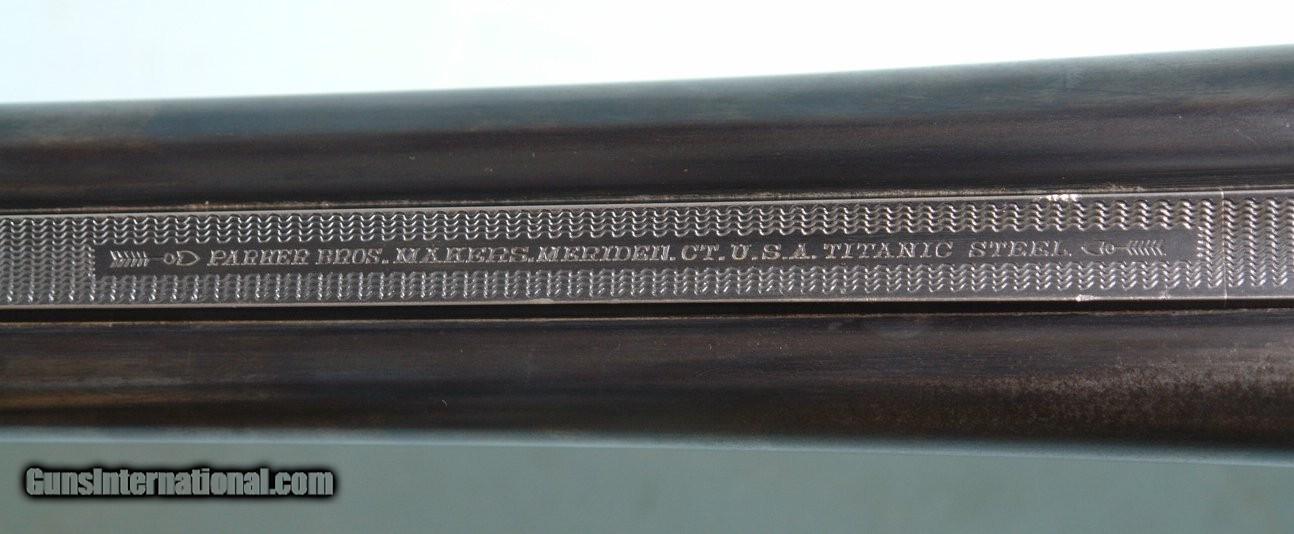 PARKER BROS. MAKERS. MERIDEN. CT. U.S.A. TITANIC STEEL
GunsInternational.com